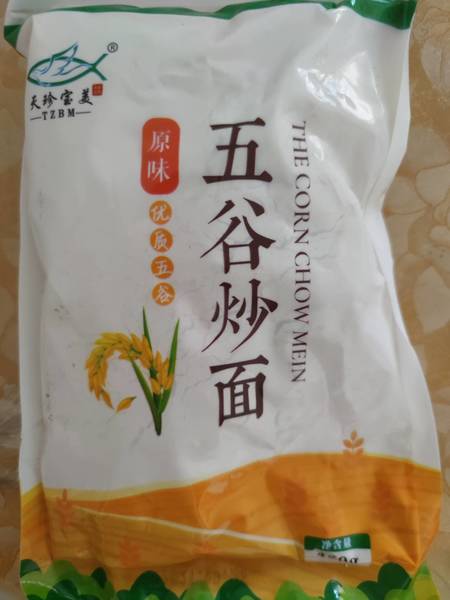 ®
天珍宝美
—TZBM—
原味
优质五谷
五谷炒面
THE CORN CHOW MEIN
净含量